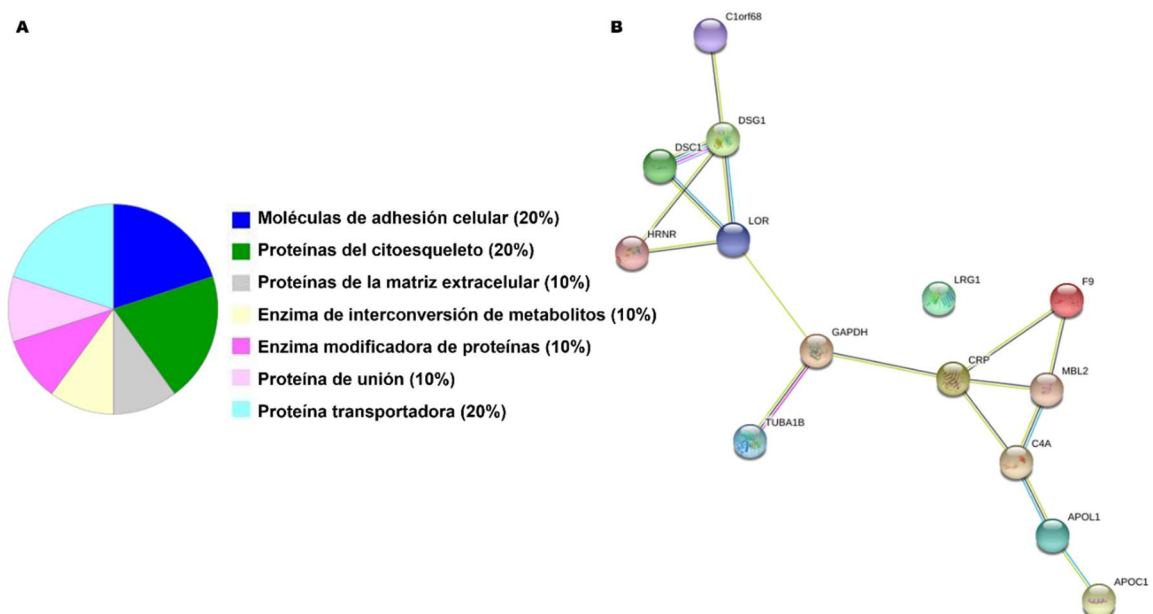 A
Moléculas de adhesión celular (20%)
Proteínas del citoesqueleto (20%)
Proteínas de la matriz extracelular (10%)
Enzima de interconversión de metabolitos (10%)
Enzima modificadora de proteínas (10%)
Proteína de unión (10%)
Proteína transportadora (20%)
B
C1orf68
DSG1
DSC1
LOR
HRNR
LRG1
F9
GAPDH
CRP
MBL2
TUBA1B
C4A
APOL1
APOC1